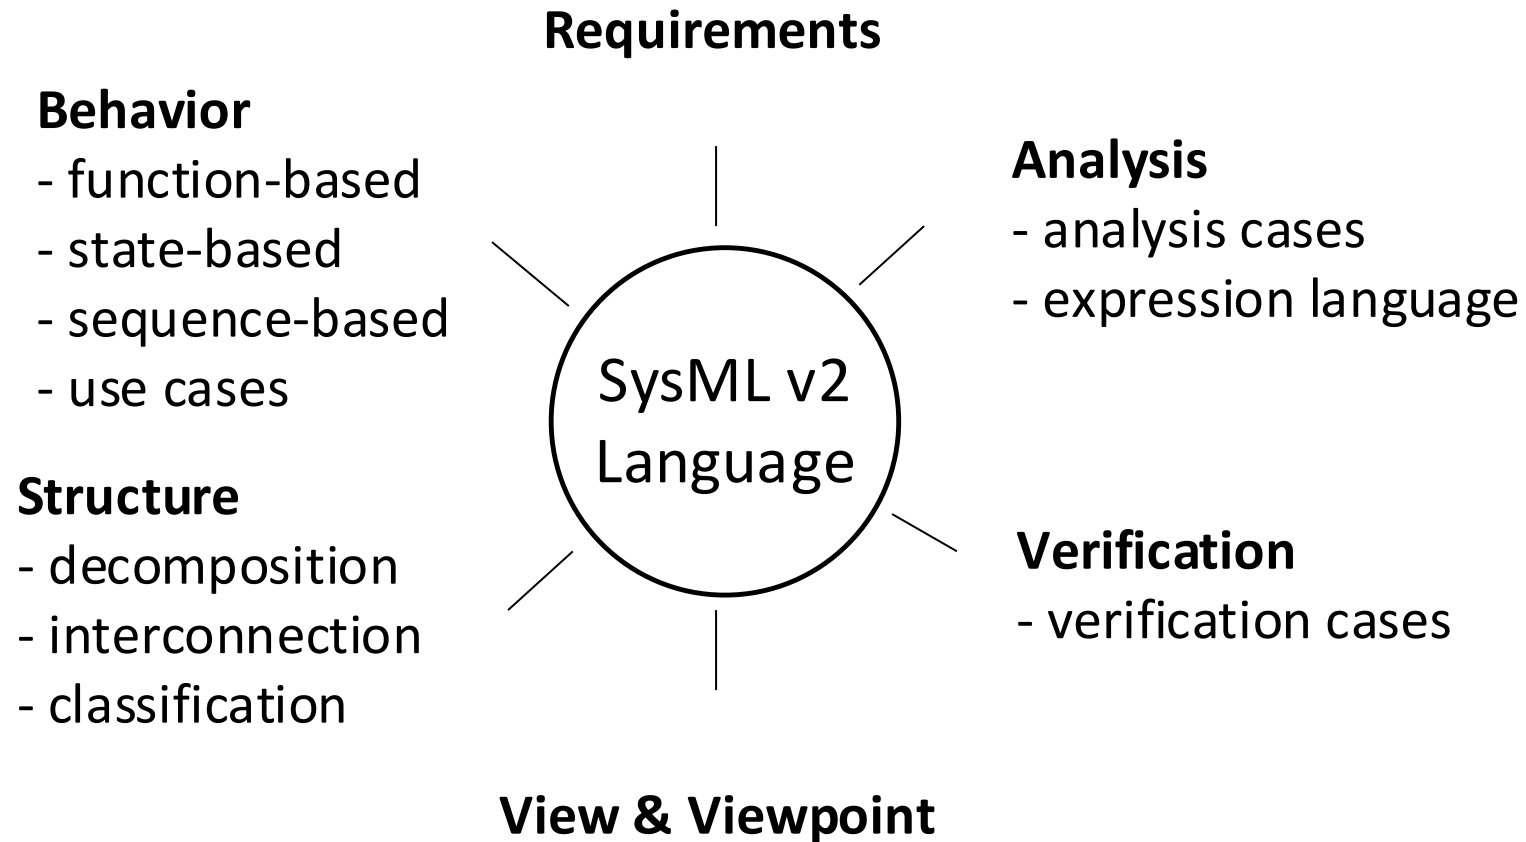 Requirements
Behavior
- function-based
- state-based
- sequence-based
- use cases
Analysis
- analysis cases
- expression language
SysML v2
Language
Structure
- decomposition
- interconnection
- classification
Verification
- verification cases
View & Viewpoint